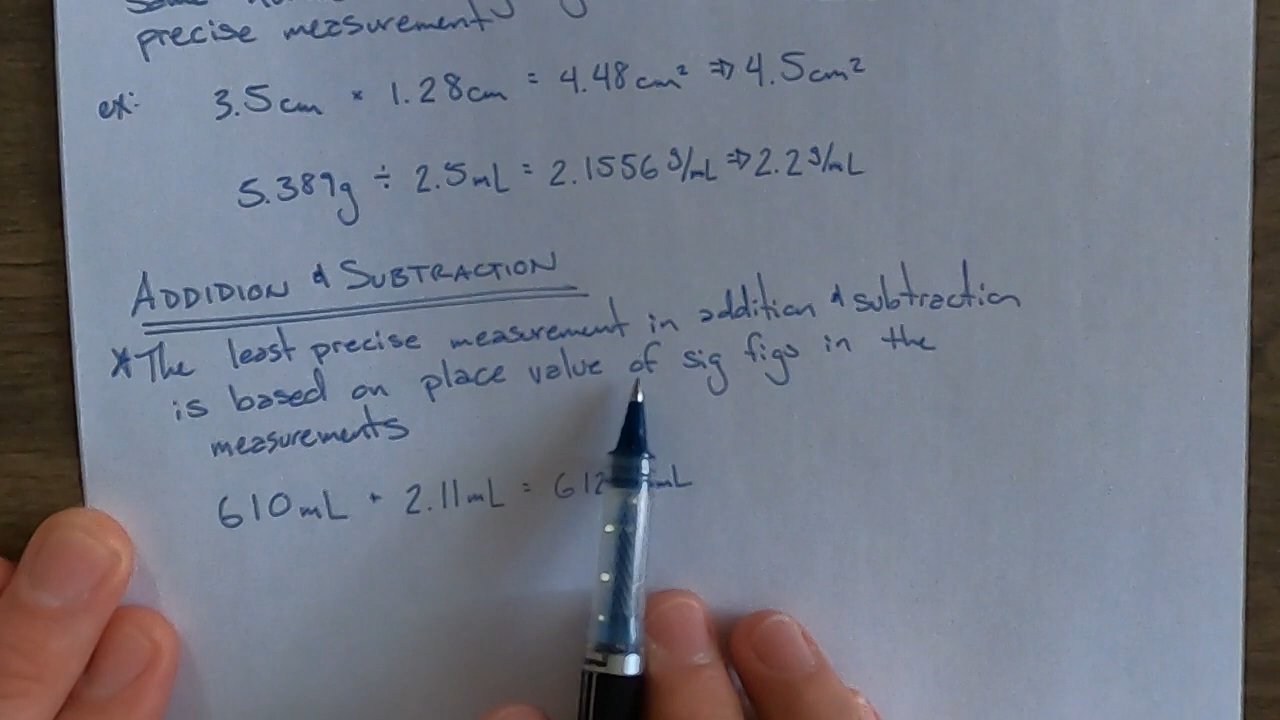 precise measurement
ex: 3.5cm × 1.28cm = 4.48cm² ⇒ 4.5cm²
5.389g ÷ 2.5mL = 2.1556 g/mL ⇒ 2.2 g/mL
ADDIDION & SUBTRACTION
*The least precise measurement in addition & subtraction
is based on place value of sig figs in the
measurements
610mL + 2.11mL = 612 mL